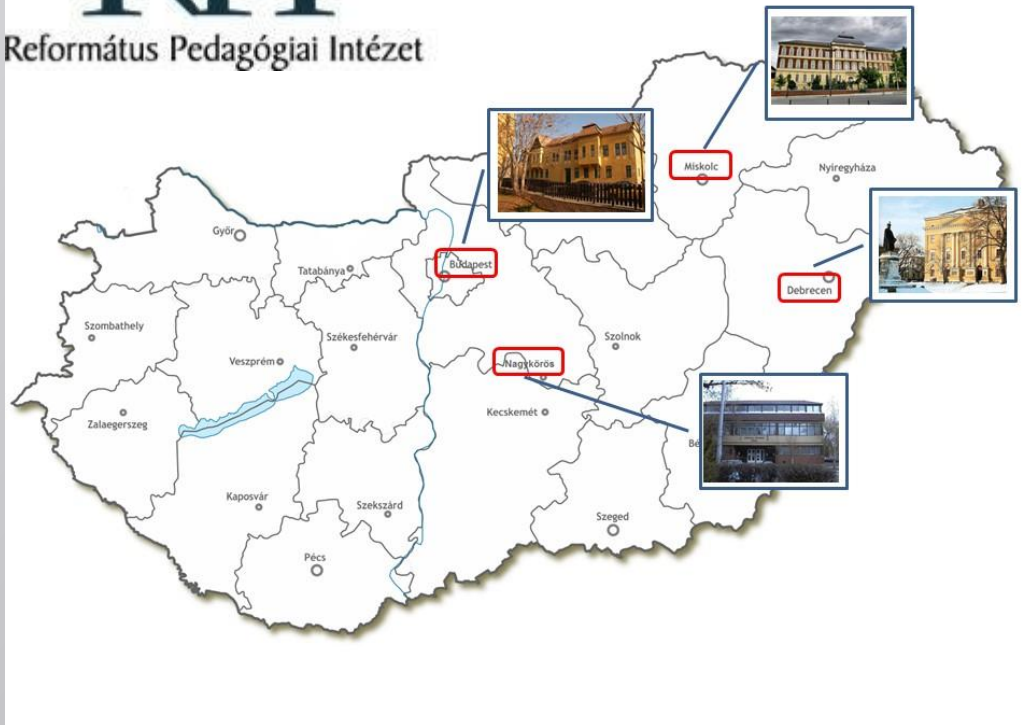 Református Pedagógiai Intézet
Miskolc
Nyíregyháza
Győr
Budapest
Tatabánya
Debrecen
Szombathely
Székesfehérvár
Szolnok
Veszprém
Nagykőrös
Zalaegerszeg
Kecskemét
Kaposvár
Szekszárd
Szeged
Pécs